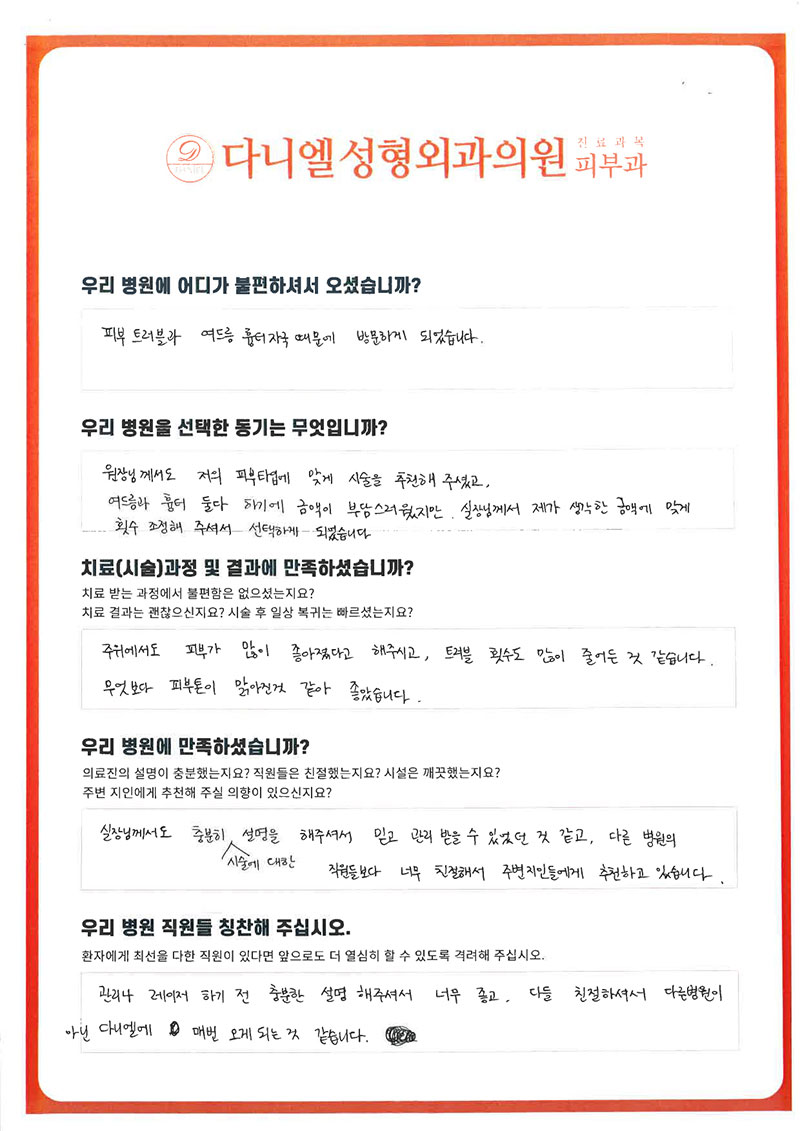 다니엘성형외과의원
진료과목
피부과
우리 병원에 어디가 불편하셔서 오셨습니까?
피부 트러블과 여드름 흉터자국 때문에 방문하게 되었습니다.
우리 병원을 선택한 동기는 무엇입니까?
원장님께서도 저의 피부타입에 맞게 시술을 추천해 주셨고,
여드름과 흉터 둘다 하기에 금액이 부담스러웠지만 실장님께서 제가 생각한 금액에 맞게
횟수 조정해 주셔서 선택하게 되었습니다
치료(시술)과정 및 결과에 만족하셨습니까?
치료 받는 과정에서 불편함은 없으셨는지요?
치료 결과는 괜찮으신지요? 시술 후 일상 복귀는 빠르셨는지요?
주위에서도 피부가 많이 좋아졌다고 해주시고, 트러블 횟수도 많이 줄어든 것 같습니다.
무엇보다 피부톤이 맑아진것 같아 좋았습니다.
우리 병원에 만족하셨습니까?
의료진의 설명이 충분했는지요? 직원들은 친절했는지요? 시설은 깨끗했는지요?
주변 지인에게 추천해 주실 의향이 있으신지요?
실장님께서도 충분히 설명을 해주셔서 믿고 관리 받을 수 있었던 것 같고, 다른 병원의
시술에 대한 직원들보다 너무 친절해서 주변지인들에게 추천하고 있습니다.
우리 병원 직원들 칭찬해 주십시오.
환자에게 최선을 다한 직원이 있다면 앞으로도 더 열심히 할 수 있도록 격려해 주십시오.
관리나 레이저 하기 전 충분한 설명 해주셔서 너무 좋고, 다들 친절하셔서 다른병원이
아닌 다니엘에 매번 오게 되는 것 같습니다.